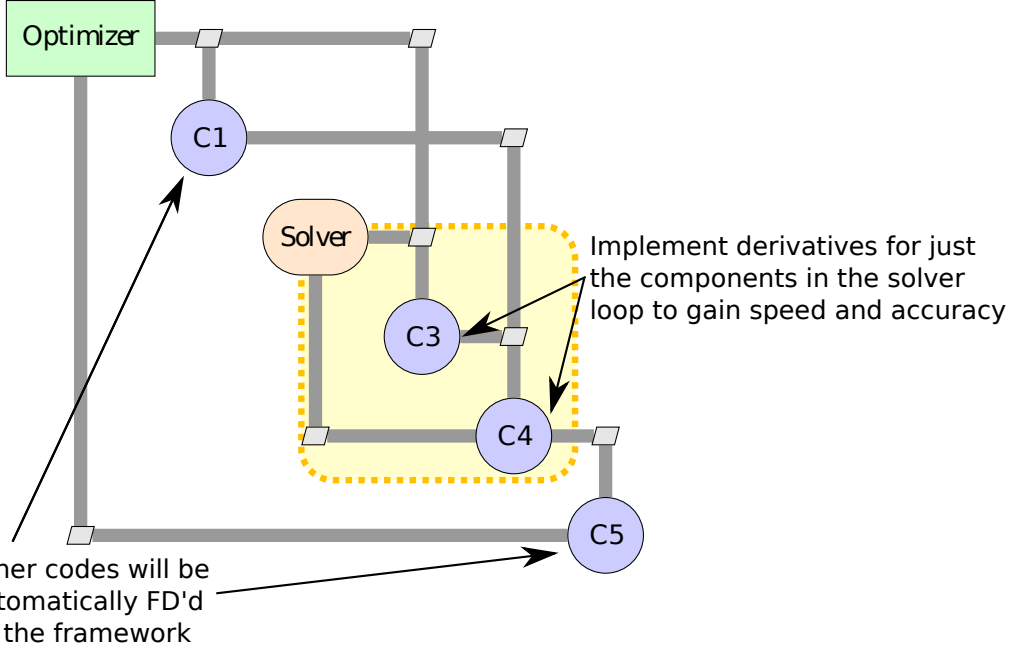 Optimizer
C1
Solver
Implement derivatives for just
the components in the solver
loop to gain speed and accuracy
C3
C4
C5
codes will be
FD'd
the framework